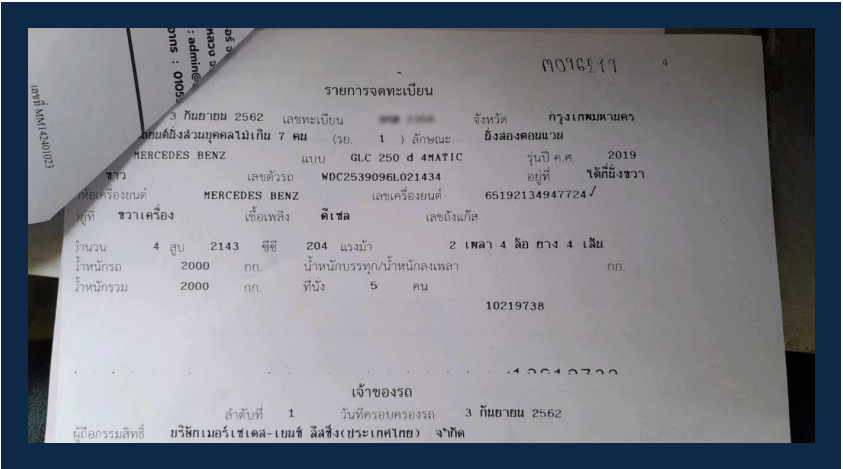 เลขที่ MM142401023
: admin@
: 0105
ตฤ096217
รายการจดทะเบียน
3 กันยายน 2562 เลขทะเบียน จังหวัด กรุงเทพมหานคร
นั่งส่วนบุคคลไม่เกิน 7 คน (รย. 1 ) ลักษณะ นั่งสองตอนแวน
MERCEDES BENZ แบบ GLC 250 d 4MATIC รุ่นปี ค.ศ. 2019
ขาว เลขตัวรถ WDC2539096L021434 อยู่ที่ ใต้ที่นั่งขวา
เครื่องยนต์ MERCEDES BENZ เลขเครื่องยนต์ 65192134947724
อยู่ที่ ขวาเครื่อง เชื้อเพลิง ดีเซล เลขถังแก๊ส
จำนวน 4 สูบ 2143 ซีซี 204 แรงม้า 2 เพลา 4 ล้อ ยาง 4 เส้น
น้ำหนักรถ 2000 กก. น้ำหนักบรรทุก/น้ำหนักลงเพลา กก.
น้ำหนักรวม 2000 กก. ที่นั่ง 5 คน
10219738
เจ้าของรถ
ลำดับที่ 1 วันที่ครอบครองรถ 3 กันยายน 2562
ผู้ถือกรรมสิทธิ์ บริษัทเมอร์เซเดส-เบนซ์ ลีสซิ่ง(ประเทศไทย) จำกัด